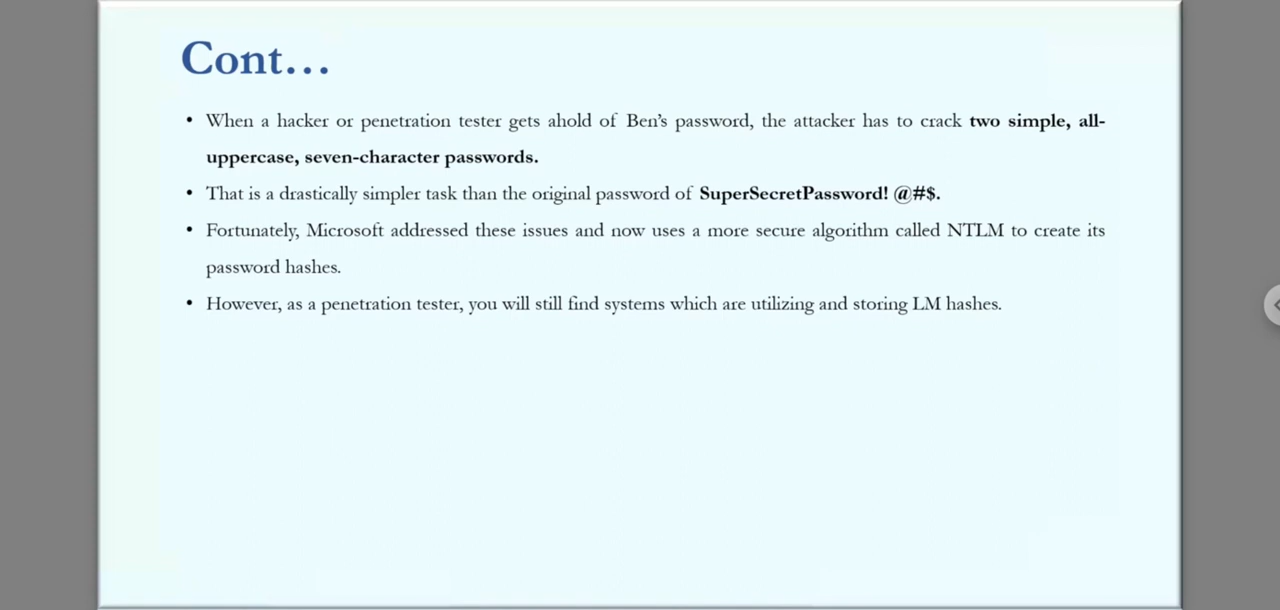 Cont...
• When a hacker or penetration tester gets ahold of Ben's password, the attacker has to crack two simple, all-
uppercase, seven-character passwords.
• That is a drastically simpler task than the original password of SuperSecretPassword! @#$.
• Fortunately, Microsoft addressed these issues and now uses a more secure algorithm called NTLM to create its
password hashes.
• However, as a penetration tester, you will still find systems which are utilizing and storing LM hashes.